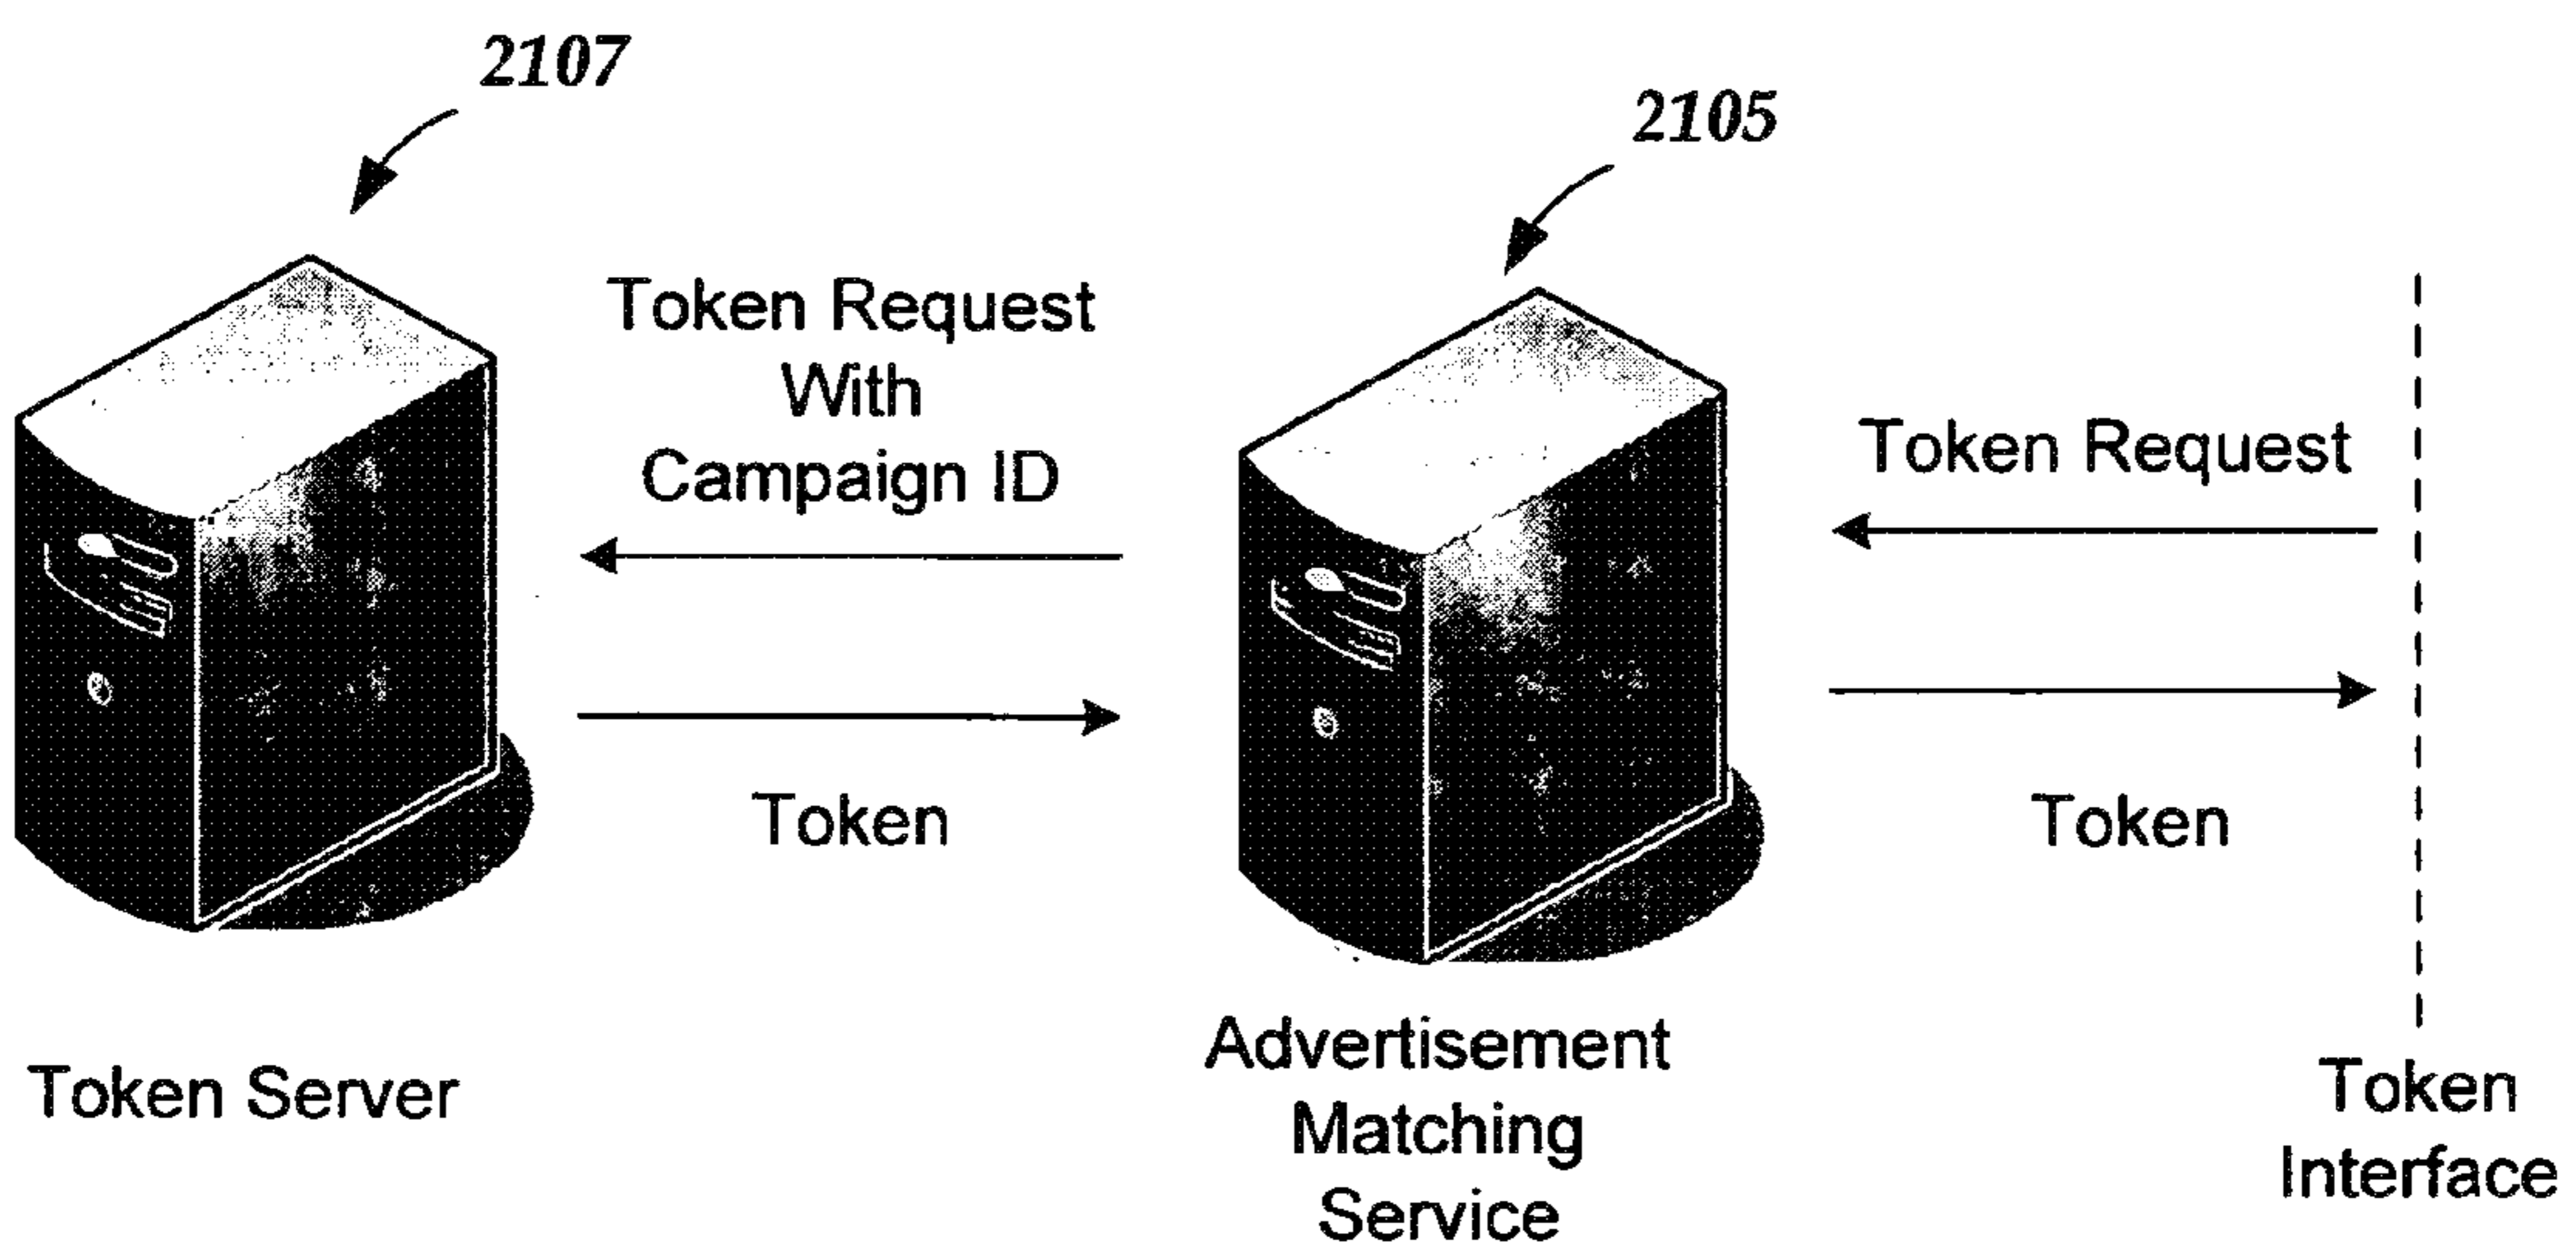 2107
2105
Token Request
With
Campaign ID
Token Request
Token
Token
Token Server
Advertisement
Matching
Service
Token
Interface